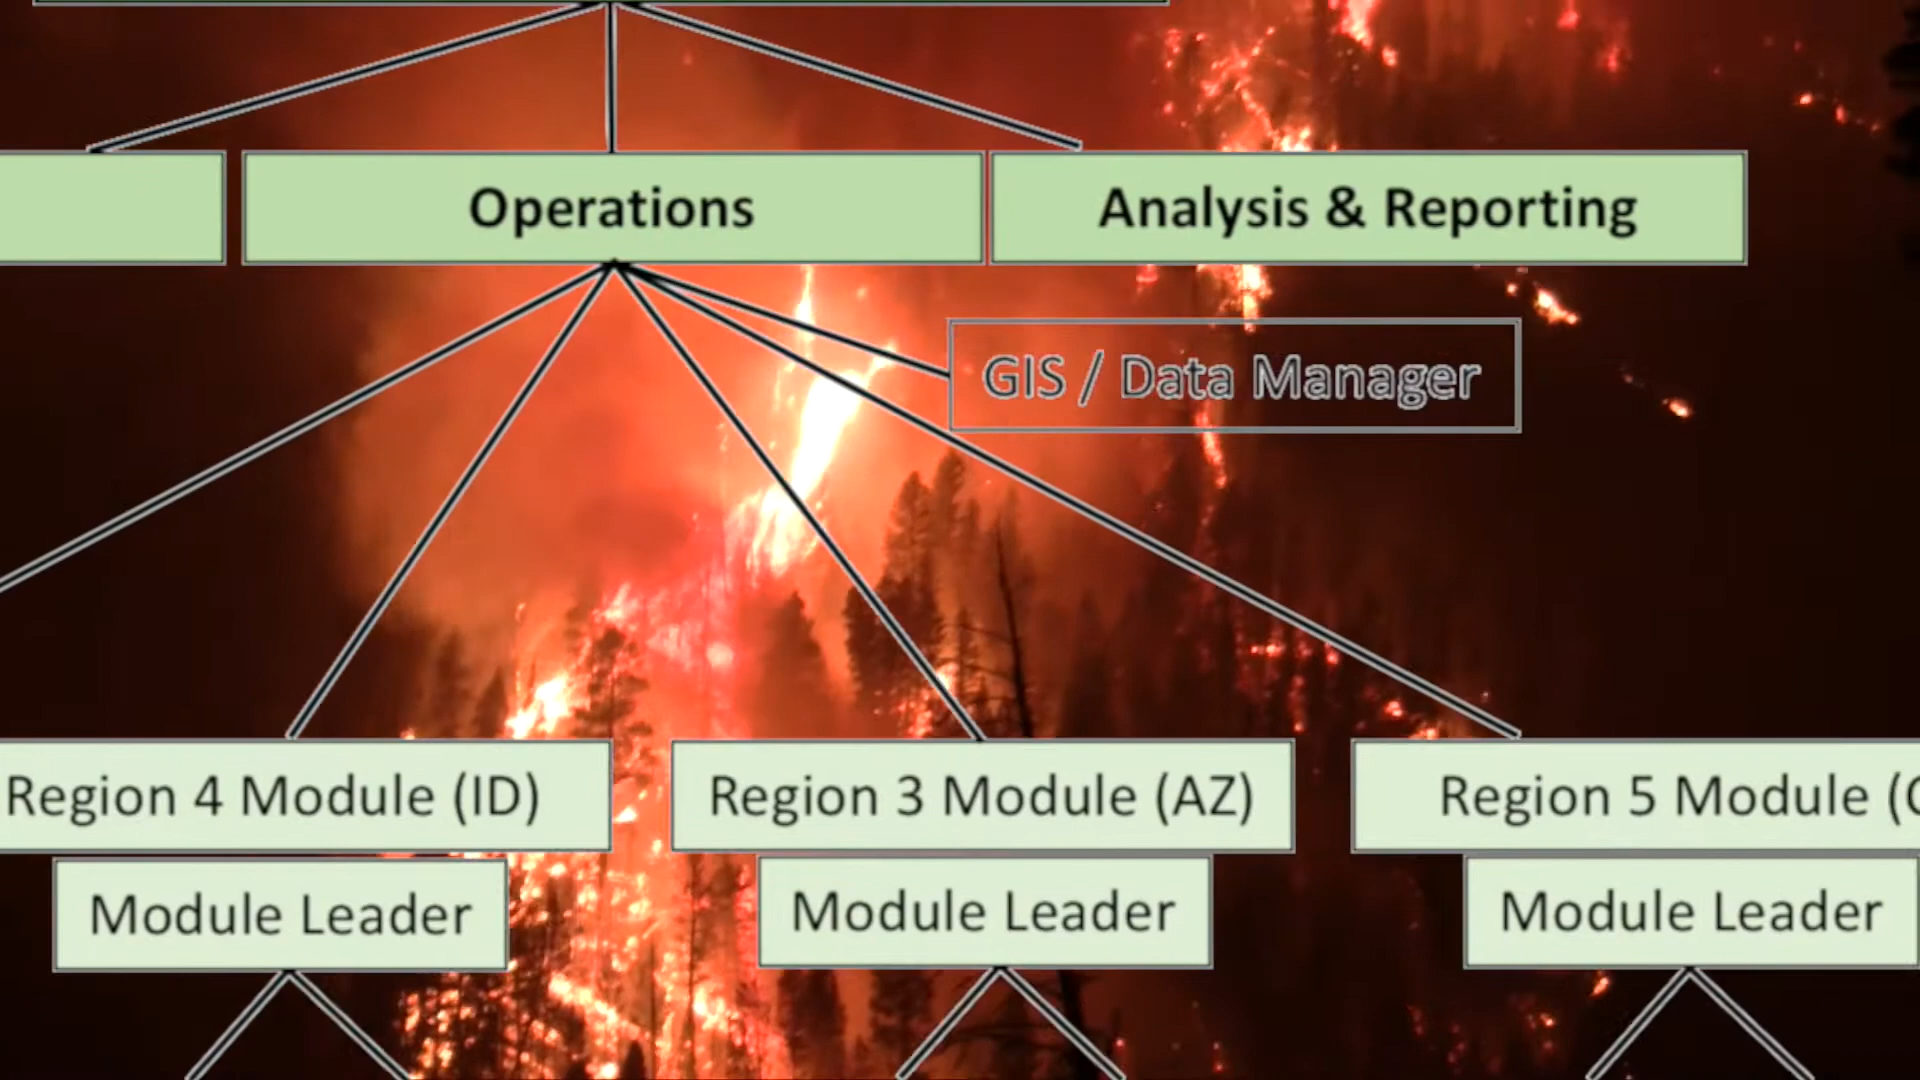 Operations
Analysis & Reporting
GIS / Data Manager
Region 4 Module (ID)
Region 3 Module (AZ)
Region 5 Module (
Module Leader
Module Leader
Module Leader